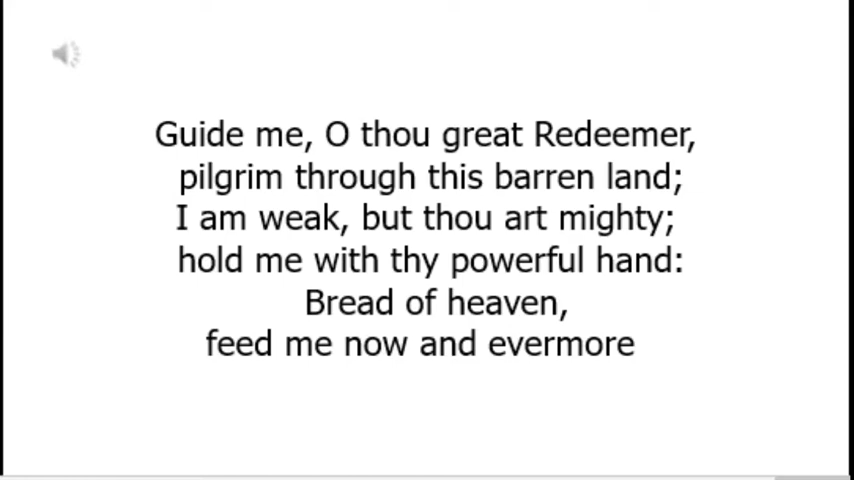 Guide me, O thou great Redeemer,
pilgrim through this barren land;
I am weak, but thou art mighty;
hold me with thy powerful hand:
Bread of heaven,
feed me now and evermore